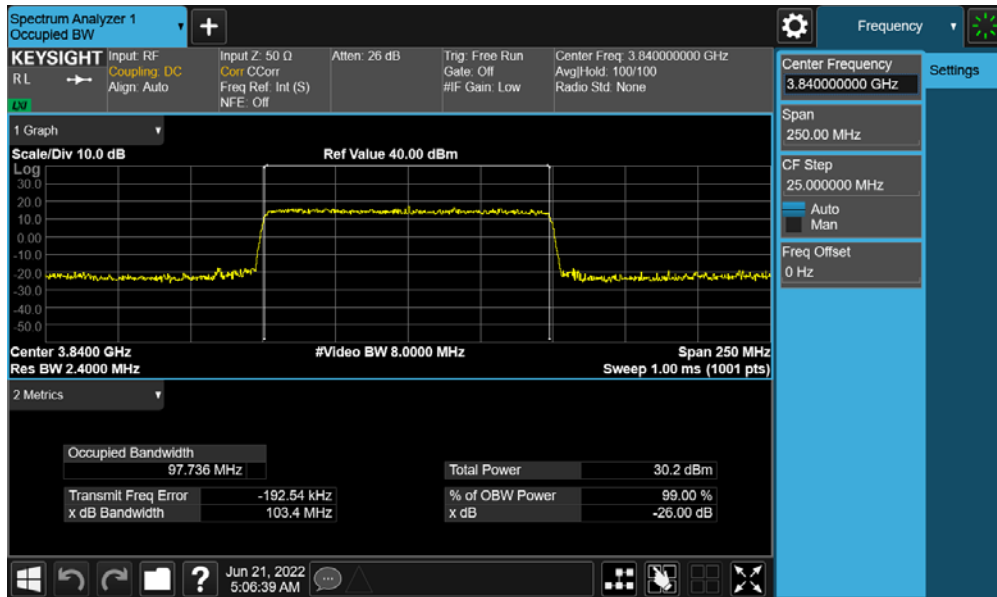 Spectrum Analyzer 1
Occupied BW
+
Frequency
KEYSIGHT
R L
LXI
Input: RF
Coupling: DC
Align: Auto
Input Z: 50 Ω
Corr CCorr
Freq Ref: Int (S)
NFE: Off
Atten: 26 dB
Trig: Free Run
Gate: Off
#IF Gain: Low
Center Freq: 3.840000000 GHz
Avg|Hold: 100/100
Radio Std: None
Center Frequency
3.840000000 GHz
Settings
Span
250.00 MHz
CF Step
25.000000 MHz
Auto
Man
Freq Offset
0 Hz
1 Graph
Scale/Div 10.0 dB
Ref Value 40.00 dBm
Log
30.0
20.0
10.0
0.00
-10.0
-20.0
-30.0
-40.0
-50.0
Center 3.8400 GHz
#Video BW 8.0000 MHz
Span 250 MHz
Res BW 2.4000 MHz
Sweep 1.00 ms (1001 pts)
2 Metrics
Occupied Bandwidth
97.736 MHz
Total Power 30.2 dBm
Transmit Freq Error -192.54 kHz
% of OBW Power 99.00 %
x dB Bandwidth 103.4 MHz
x dB -26.00 dB
?
Jun 21, 2022
5:06:39 AM